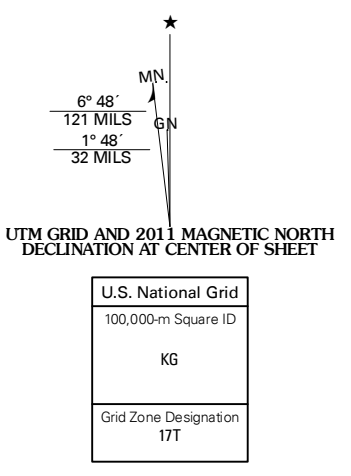 ★
MN.
6° 48´
121 MILS
GN
1° 48´
32 MILS
UTM GRID AND 2011 MAGNETIC NORTH
DECLINATION AT CENTER OF SHEET
U.S. National Grid
100,000-m Square ID
KG
Grid Zone Designation
17T